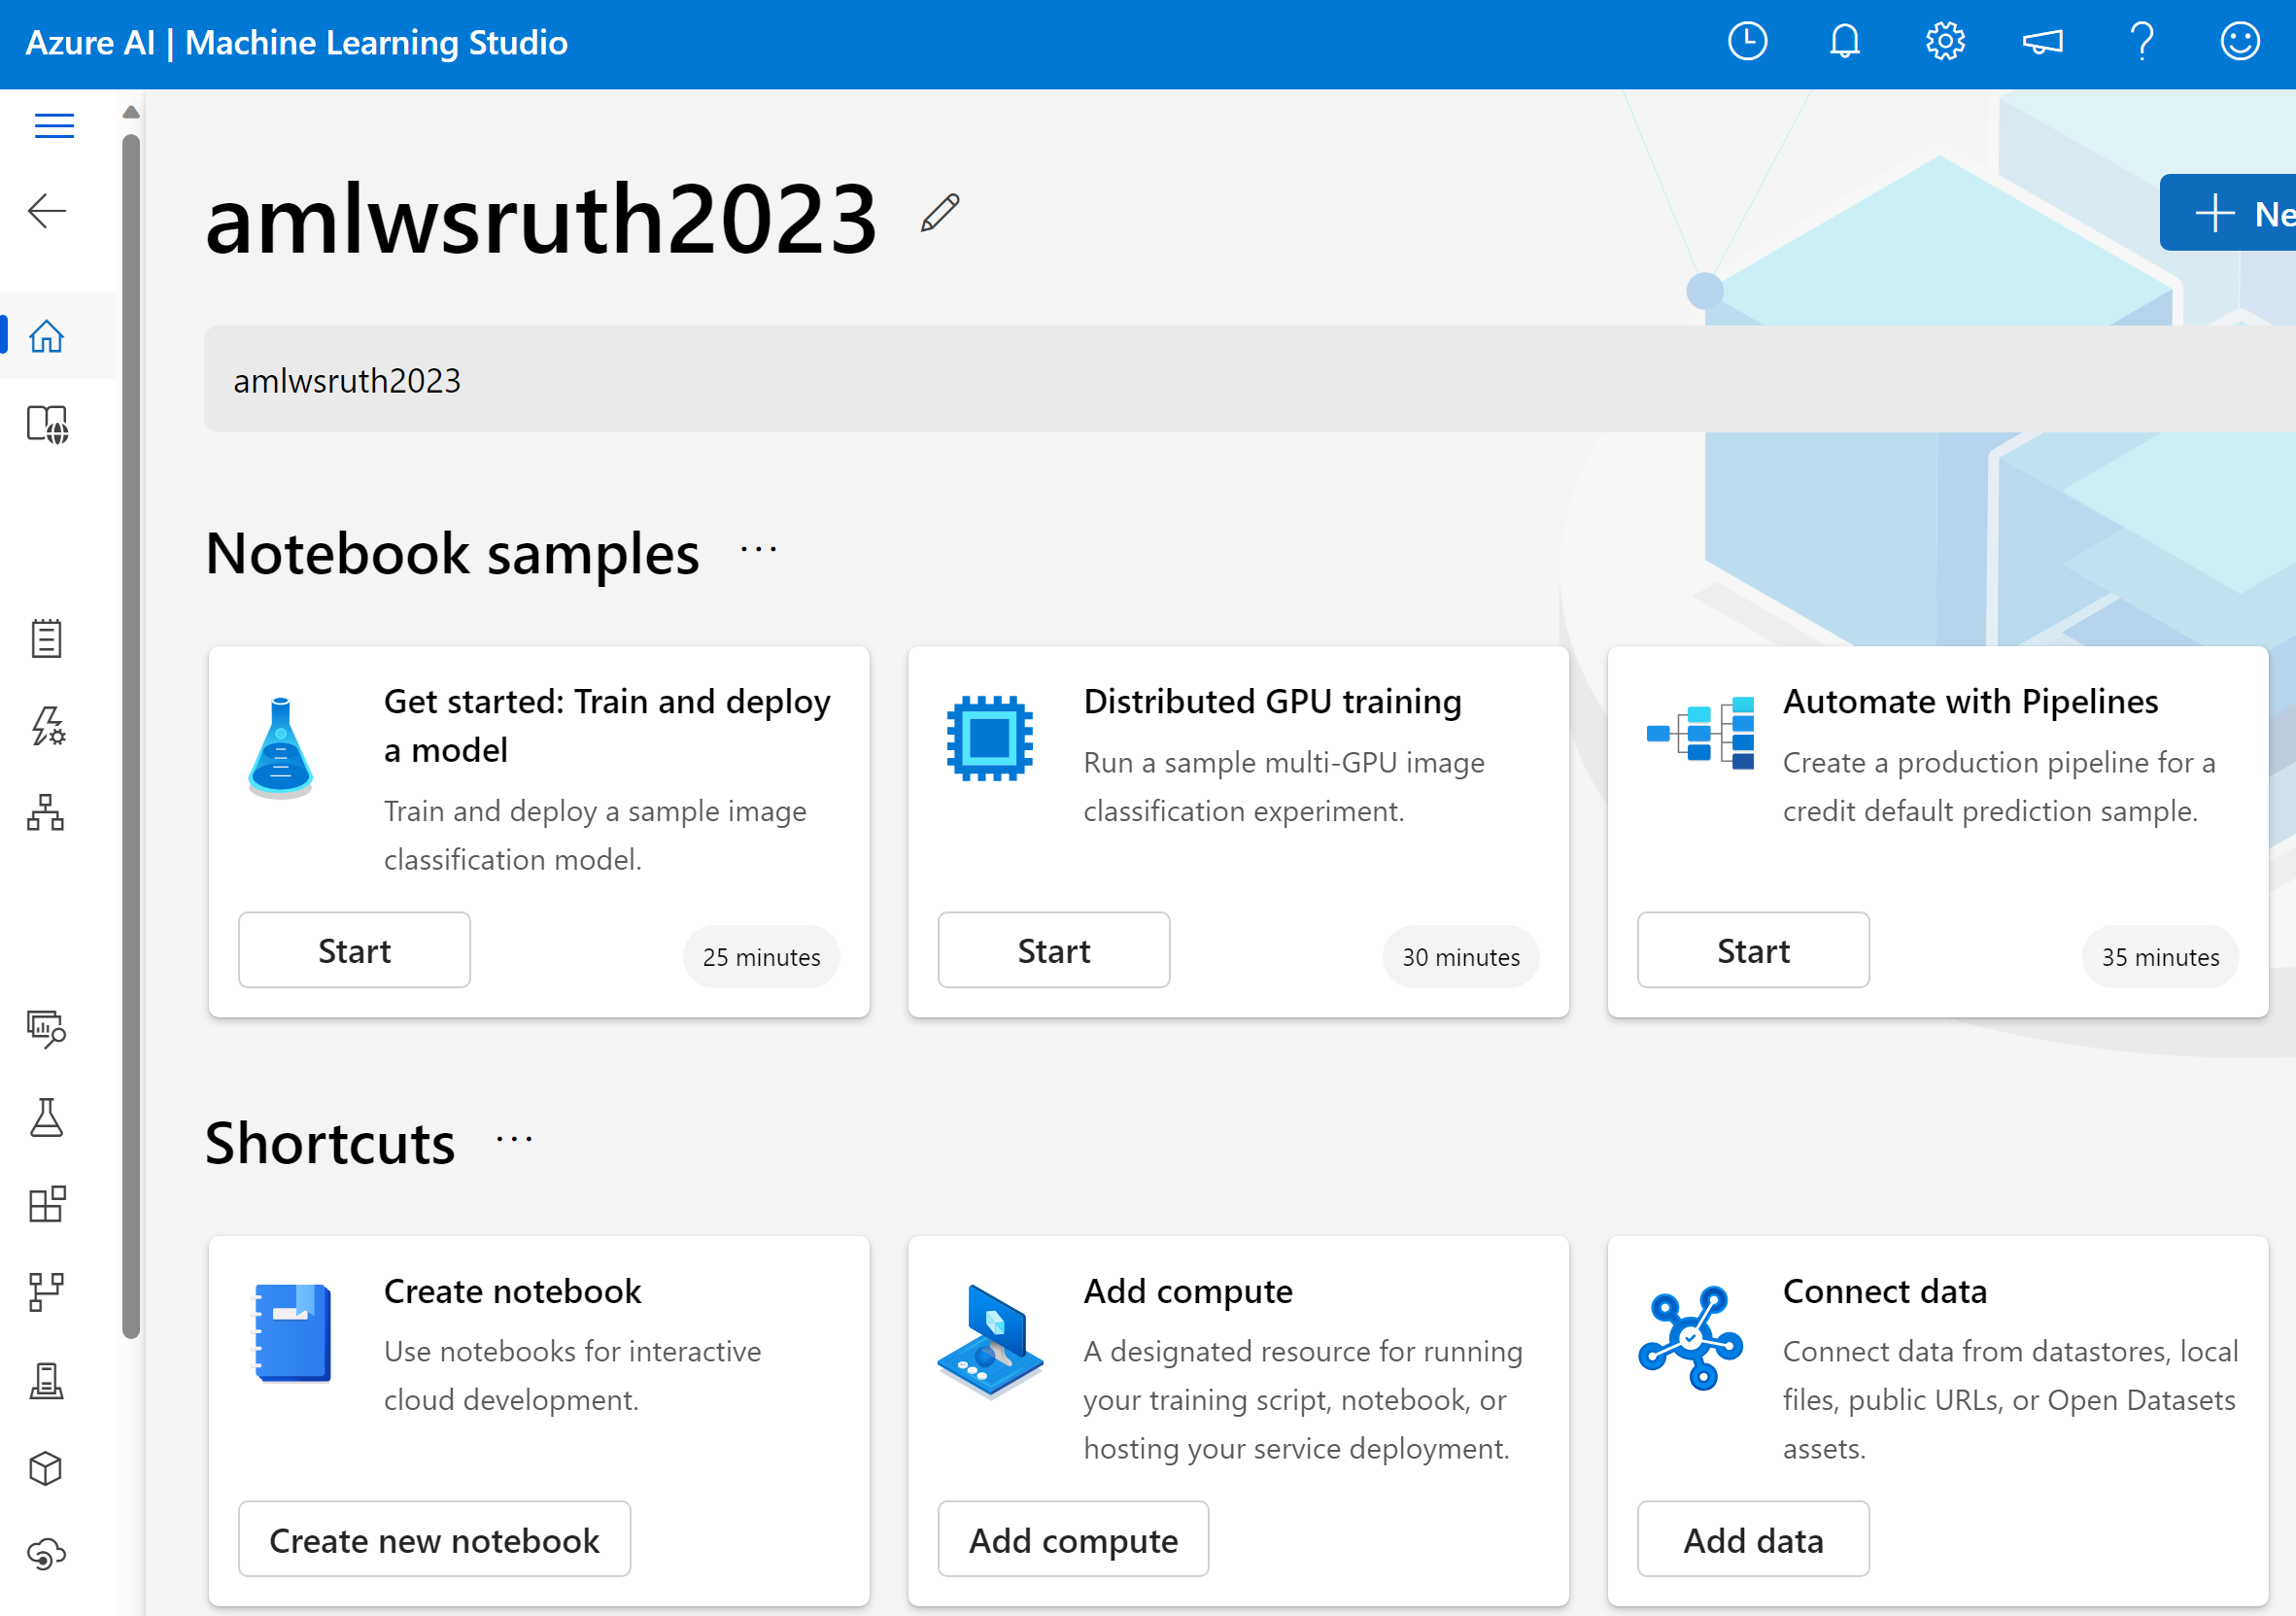 Azure AI | Machine Learning Studio
amlwsruth2023
Ne
amlwsruth2023
Notebook samples ...
Get started: Train and deploy
a model
Train and deploy a sample image
classification model.
Start
25 minutes
Distributed GPU training
Run a sample multi-GPU image
classification experiment.
Start
30 minutes
Automate with Pipelines
Create a production pipeline for a
credit default prediction sample.
Start
35 minutes
Shortcuts ...
Create notebook
Use notebooks for interactive
cloud development.
Create new notebook
Add compute
A designated resource for running
your training script, notebook, or
hosting your service deployment.
Add compute
Connect data
Connect data from datastores, local
files, public URLs, or Open Datasets
assets.
Add data